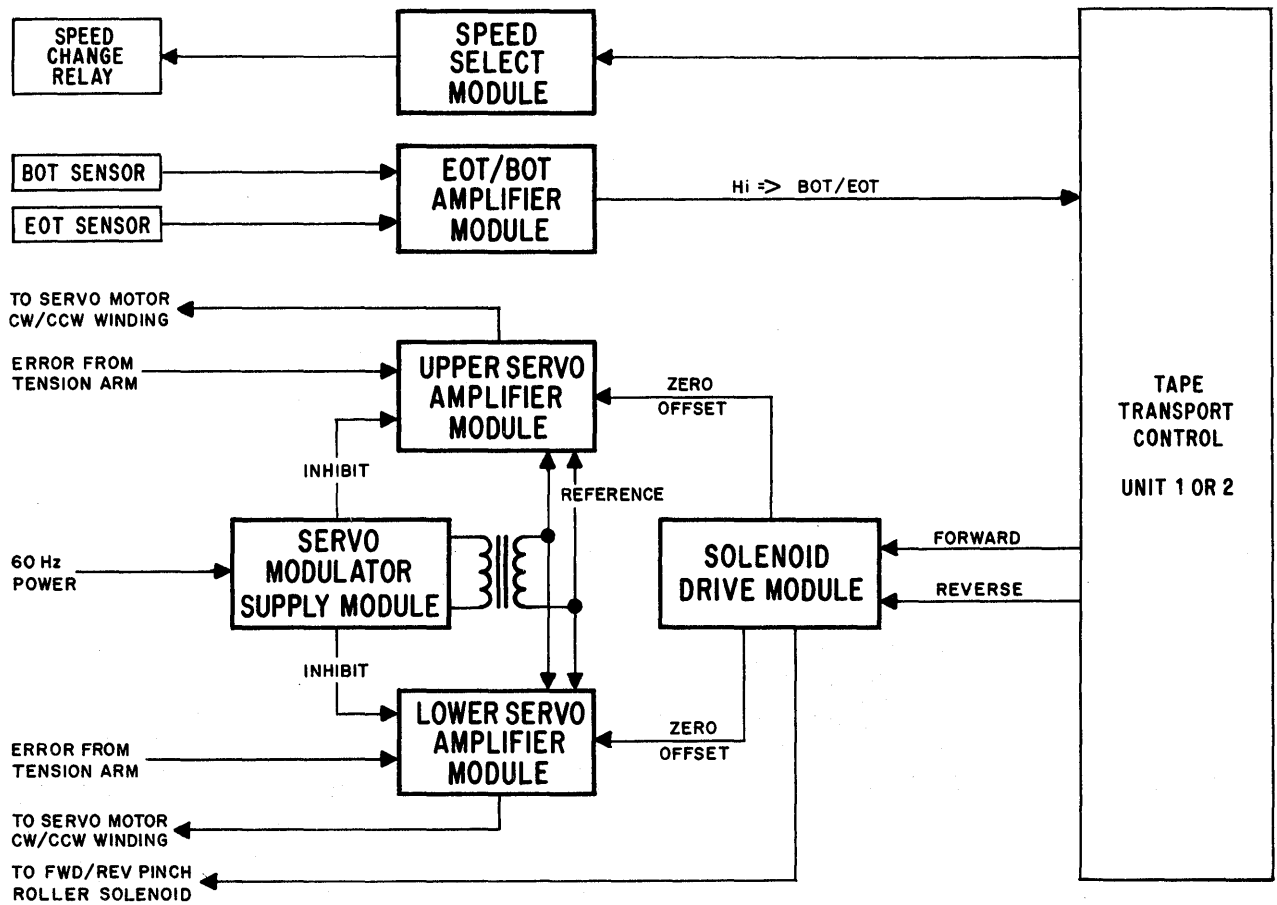 SPEED
CHANGE
RELAY
SPEED
SELECT
MODULE
BOT SENSOR
EOT SENSOR
EOT/BOT
AMPLIFIER
MODULE
Hi => BOT/EOT
TO SERVO MOTOR
CW/CCW WINDING
ERROR FROM
TENSION ARM
UPPER SERVO
AMPLIFIER
MODULE
ZERO
OFFSET
TAPE
TRANSPORT
CONTROL
UNIT 1 OR 2
INHIBIT
REFERENCE
60 Hz
POWER
SERVO
MODULATOR
SUPPLY MODULE
SOLENOID
DRIVE MODULE
FORWARD
REVERSE
INHIBIT
LOWER SERVO
AMPLIFIER
MODULE
ZERO
OFFSET
ERROR FROM
TENSION ARM
TO SERVO MOTOR
CW/CCW WINDING
TO FWD/REV PINCH
ROLLER SOLENOID